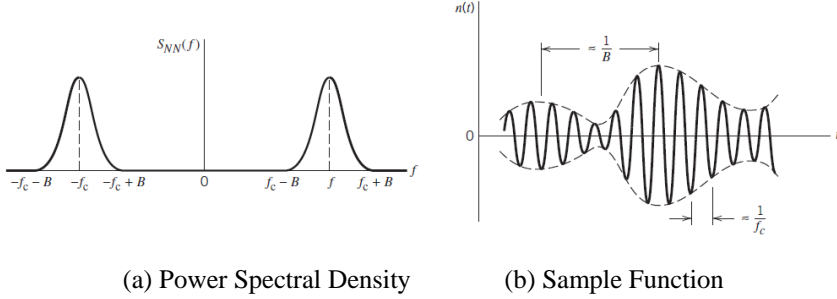 S_NN(f)
−f_c − B −f_c −f_c + B 0 f_c − B f f_c + B f
n(t)
≈ 1/B
0
≈ 1/f_c
(a) Power Spectral Density (b) Sample Function